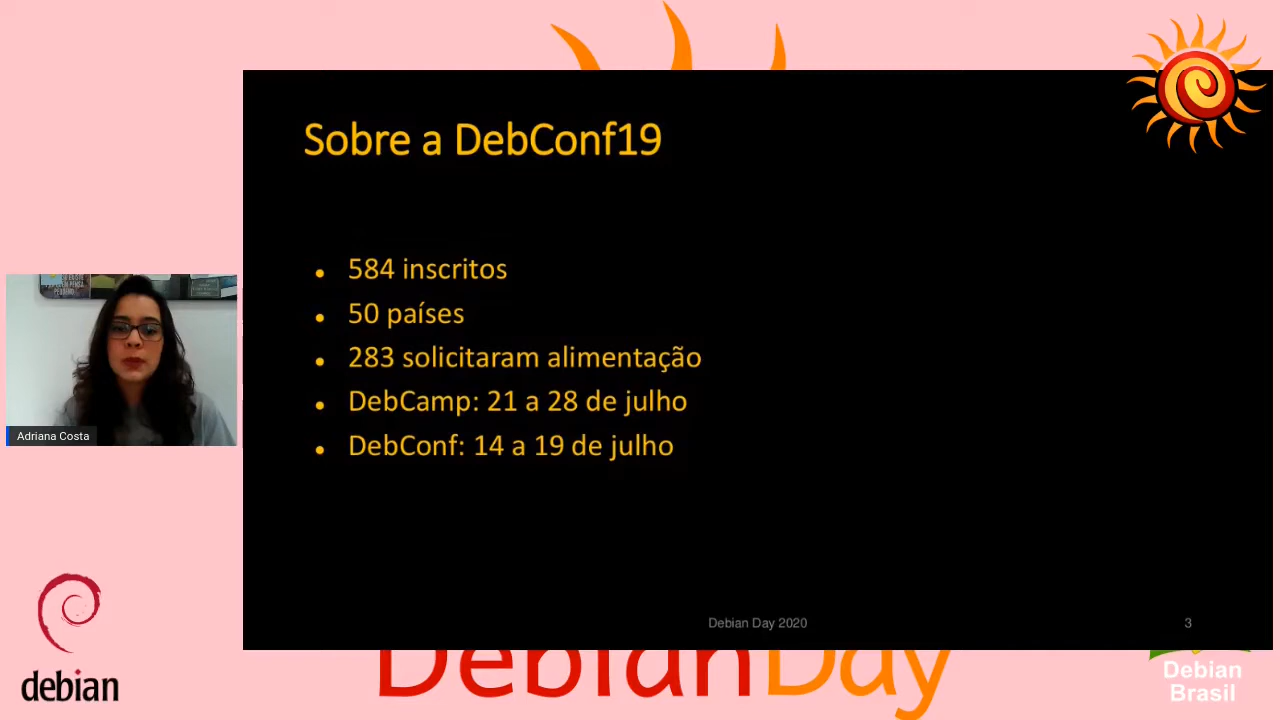 Sobre a DebConf19
584 inscritos
50 países
283 solicitaram alimentação
DebCamp: 21 a 28 de julho
DebConf: 14 a 19 de julho
Debian Day 2020
3
Adriana Costa
debian
DebianDay
Debian
Brasil